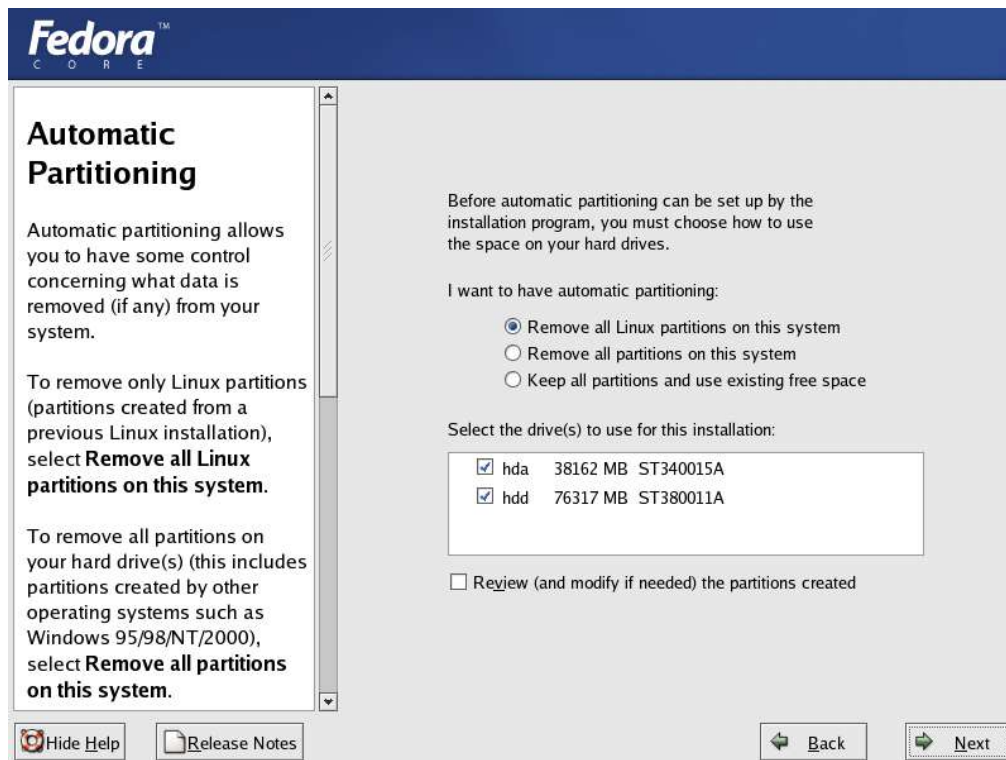 Fedora™
CORE
Automatic
Partitioning
Automatic partitioning allows
you to have some control
concerning what data is
removed (if any) from your
system.
To remove only Linux partitions
(partitions created from a
previous Linux installation),
select Remove all Linux
partitions on this system.
To remove all partitions on
your hard drive(s) (this includes
partitions created by other
operating systems such as
Windows 95/98/NT/2000),
select Remove all partitions
on this system.
Before automatic partitioning can be set up by the
installation program, you must choose how to use
the space on your hard drives.
I want to have automatic partitioning:
Remove all Linux partitions on this system
Remove all partitions on this system
Keep all partitions and use existing free space
Select the drive(s) to use for this installation:
hda 38162 MB ST340015A
hdd 76317 MB ST380011A
Review (and modify if needed) the partitions created
Hide Help Release Notes Back Next